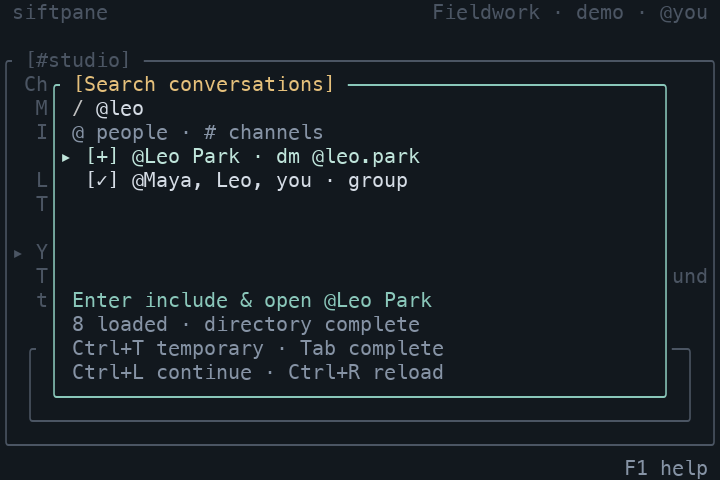 siftpane Fieldwork · demo · @you
[#studio]
Ch [Search conversations]
M / @leo
I @ people · # channels
▸ [+] @Leo Park · dm @leo.park
L [✓] @Maya, Leo, you · group
T
▸ Y
T und
t Enter include & open @Leo Park
8 loaded · directory complete
Ctrl+T temporary · Tab complete
Ctrl+L continue · Ctrl+R reload
F1 help